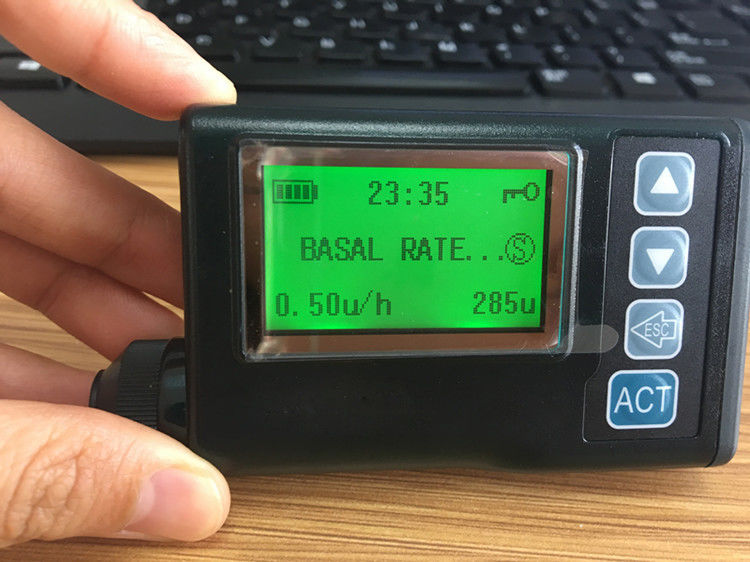 23:35
BASAL RATE...Ⓢ
0.50u/h 285u
ESC
ACT